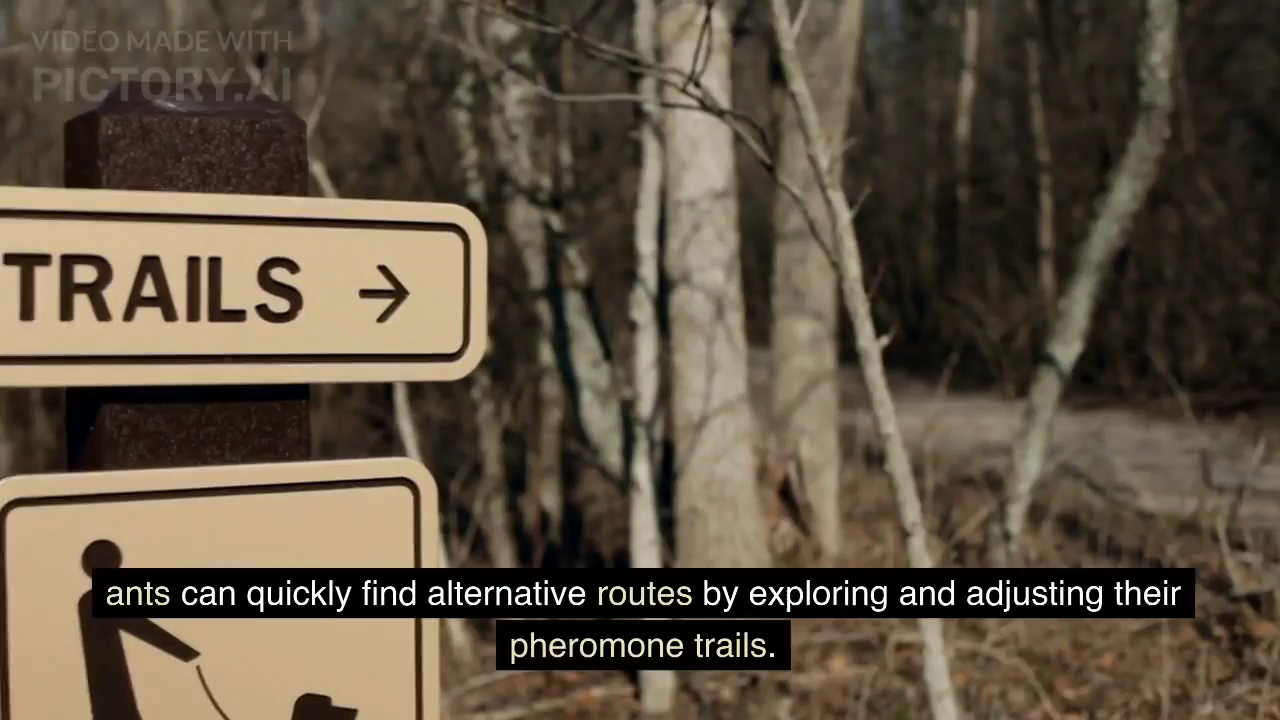 VIDEO MADE WITH
PICTORY.AI
TRAILS →
ants can quickly find alternative routes by exploring and adjusting their
pheromone trails.